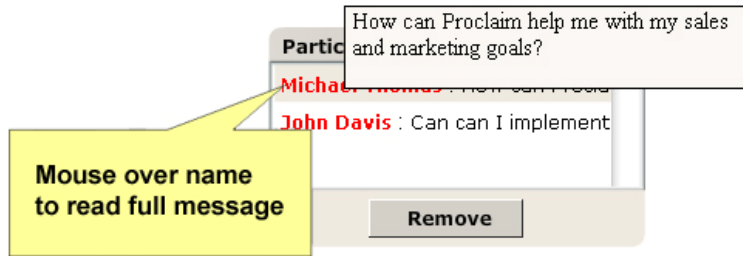 How can Proclaim help me with my sales
and marketing goals?
Partic
Michael Thomas : How can Procla
John Davis : Can can I implement
Mouse over name
to read full message
Remove